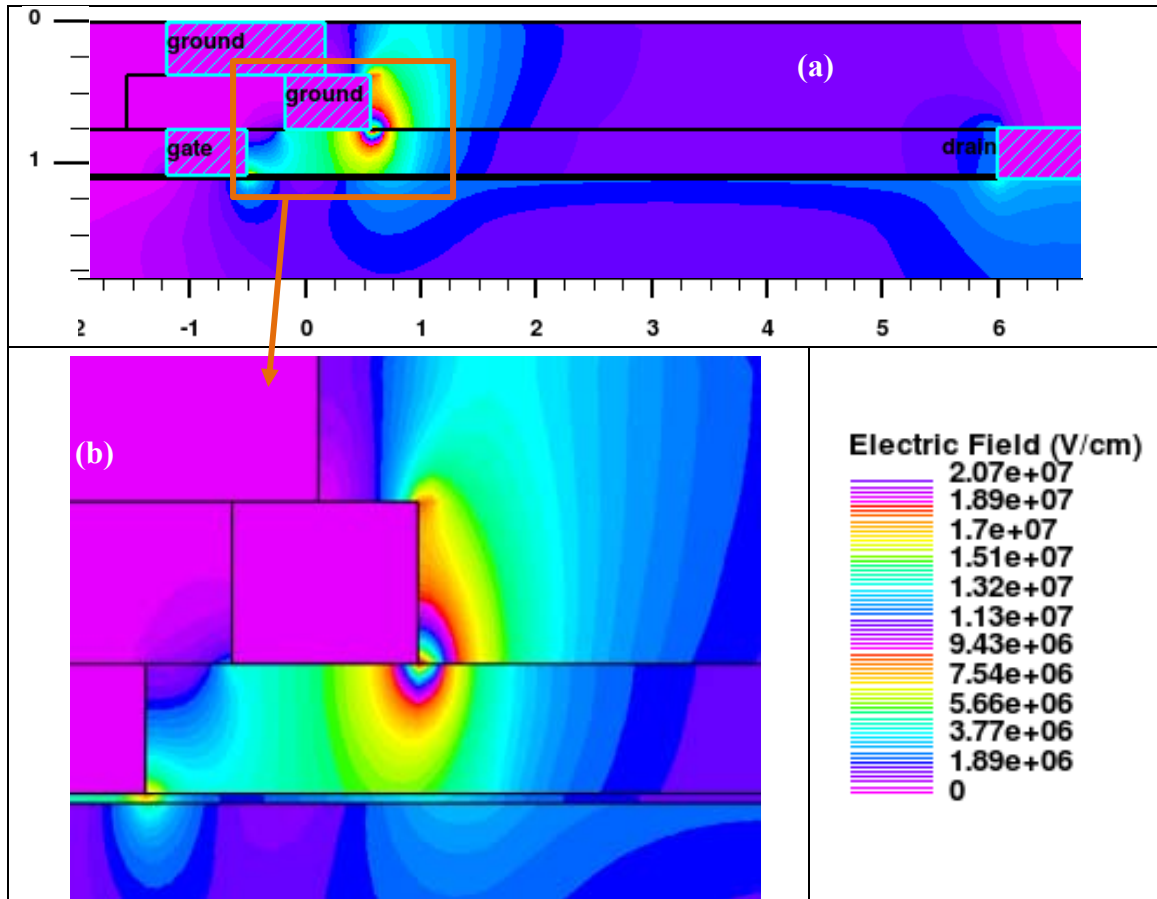 0
ground
(a)
ground
gate
drain
1
2 -1 0 1 2 3 4 5 6
(b)
Electric Field (V/cm)
2.07e+07
1.89e+07
1.7e+07
1.51e+07
1.32e+07
1.13e+07
9.43e+06
7.54e+06
5.66e+06
3.77e+06
1.89e+06
0